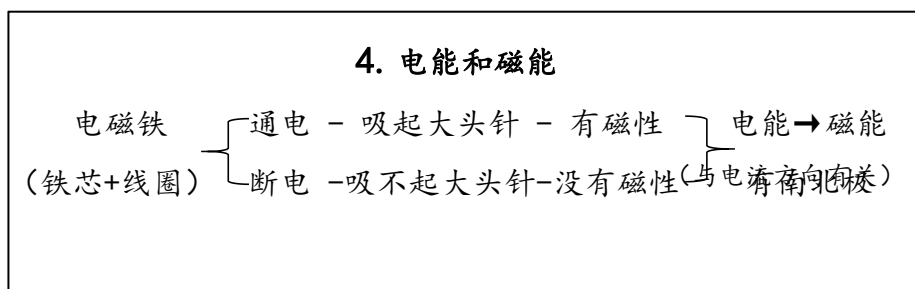 4. 电能和磁能
电磁铁 通电 - 吸起大头针 - 有磁性 电能→磁能
(铁芯+线圈) 断电 -吸不起大头针-没有磁性 有南北极
(与电流方向有关)